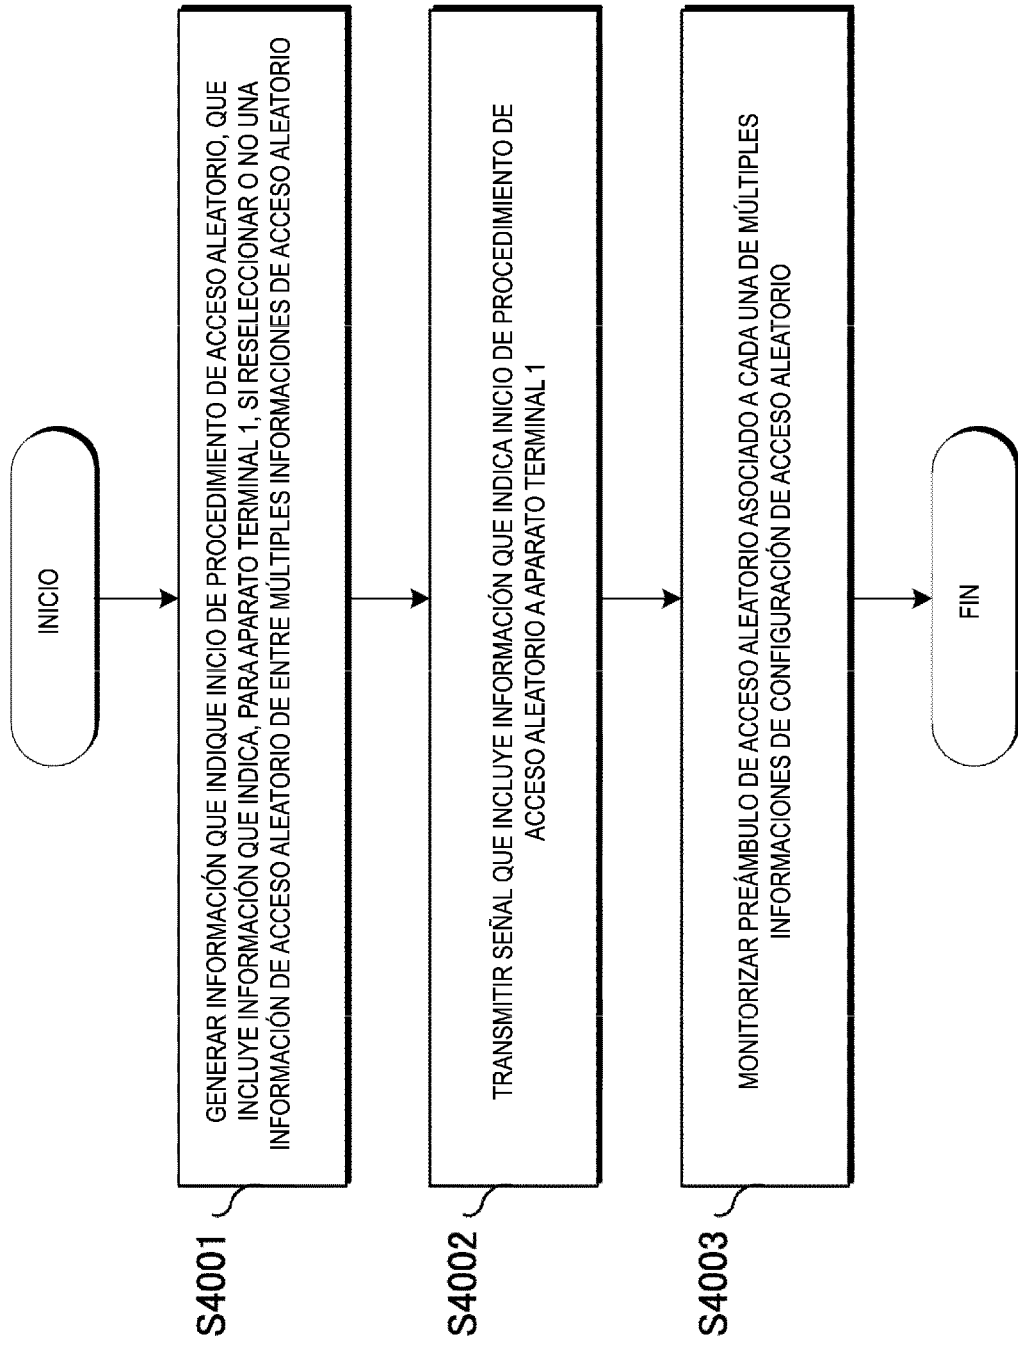 INICIO
S4001
GENERAR INFORMACIÓN QUE INDIQUE INICIO DE PROCEDIMIENTO DE ACCESO ALEATORIO, QUE
INCLUYE INFORMACIÓN QUE INDICA, PARA APARATO TERMINAL 1, SI RESELECCIONAR O NO UNA
INFORMACIÓN DE ACCESO ALEATORIO DE ENTRE MÚLTIPLES INFORMACIONES DE ACCESO ALEATORIO
S4002
TRANSMITIR SEÑAL QUE INCLUYE INFORMACIÓN QUE INDICA INICIO DE PROCEDIMIENTO DE
ACCESO ALEATORIO A APARATO TERMINAL 1
S4003
MONITORIZAR PREÁMBULO DE ACCESO ALEATORIO ASOCIADO A CADA UNA DE MÚLTIPLES
INFORMACIONES DE CONFIGURACIÓN DE ACCESO ALEATORIO
FIN